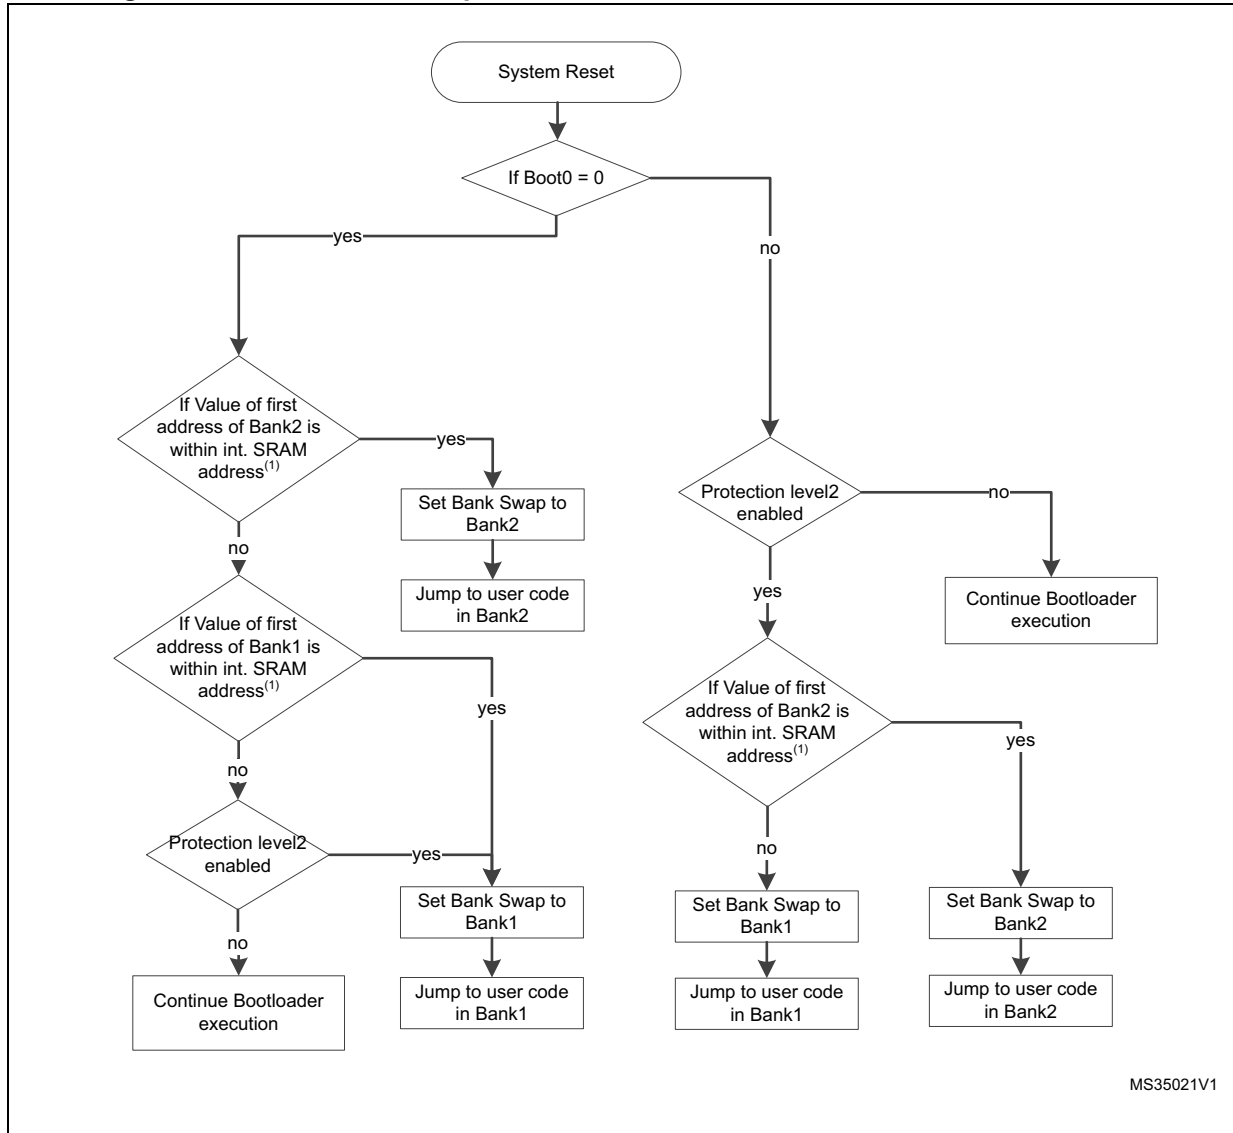 System Reset
If Boot0 = 0
yes
no
If Value of first
address of Bank2 is
within int. SRAM
address(1)
yes
Set Bank Swap to
Bank2
Jump to user code
in Bank2
no
If Value of first
address of Bank1 is
within int. SRAM
address(1)
yes
no
Protection level2
enabled
yes
Set Bank Swap to
Bank1
Jump to user code
in Bank1
no
Continue Bootloader
execution
Protection level2
enabled
no
Continue Bootloader
execution
yes
If Value of first
address of Bank2 is
within int. SRAM
address(1)
yes
no
Set Bank Swap to
Bank1
Jump to user code
in Bank1
Set Bank Swap to
Bank2
Jump to user code
in Bank2
MS35021V1